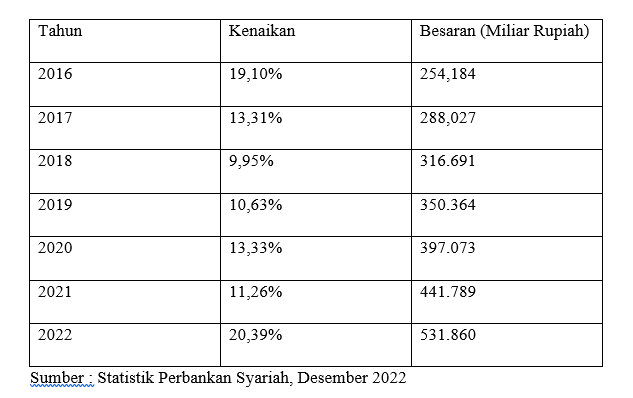 Tahun Kenaikan Besaran (Miliar Rupiah)
2016 19,10% 254,184
2017 13,31% 288,027
2018 9,95% 316.691
2019 10,63% 350.364
2020 13,33% 397.073
2021 11,26% 441.789
2022 20,39% 531.860
Sumber : Statistik Perbankan Syariah, Desember 2022